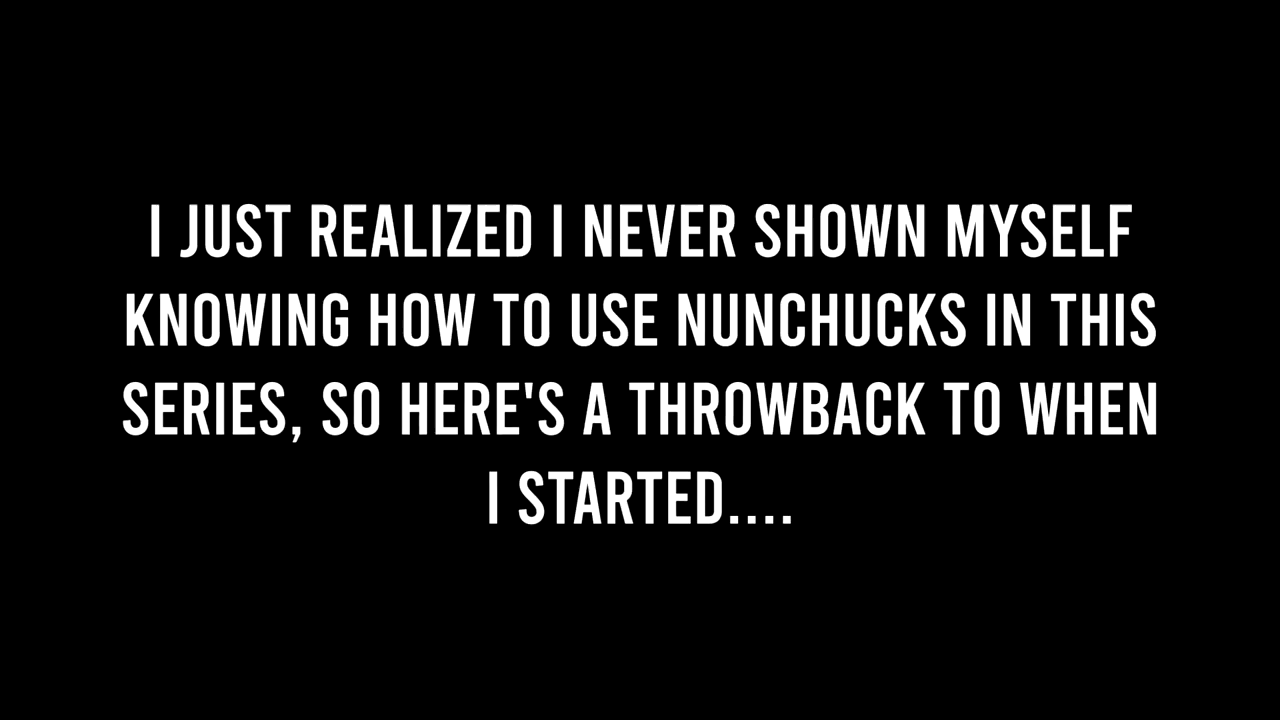 I JUST REALIZED I NEVER SHOWN MYSELF
KNOWING HOW TO USE NUNCHUCKS IN THIS
SERIES, SO HERE'S A THROWBACK TO WHEN
I STARTED....